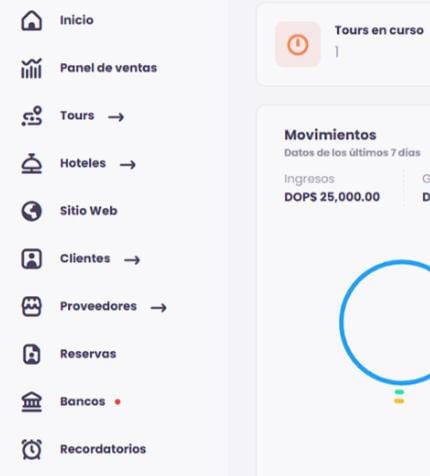 Inicio
Panel de ventas
Tours
Hoteles
Sitio Web
Clientes
Proveedores
Reservas
Bancos
Recordatorios
Tours en curso
1
Movimientos
Datos de los últimos 7 días
Ingresos G
DOP$ 25,000.00 D